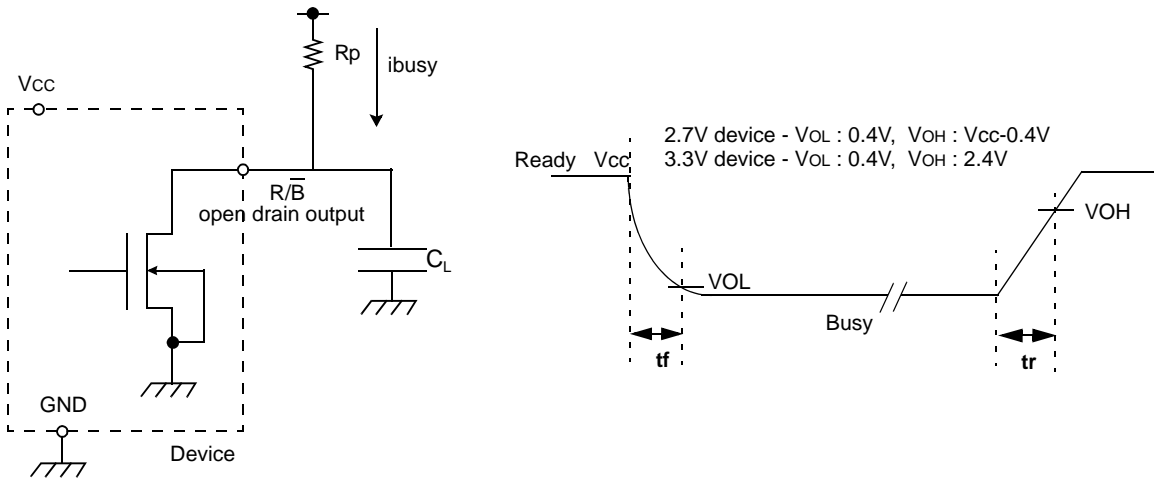 Rp
ibusy
VCC
R/B̅
open drain output
CL
GND
Device
2.7V device - VOL : 0.4V, VOH : Vcc-0.4V
3.3V device - VOL : 0.4V, VOH : 2.4V
Ready Vcc
VOH
VOL
Busy
tf
tr